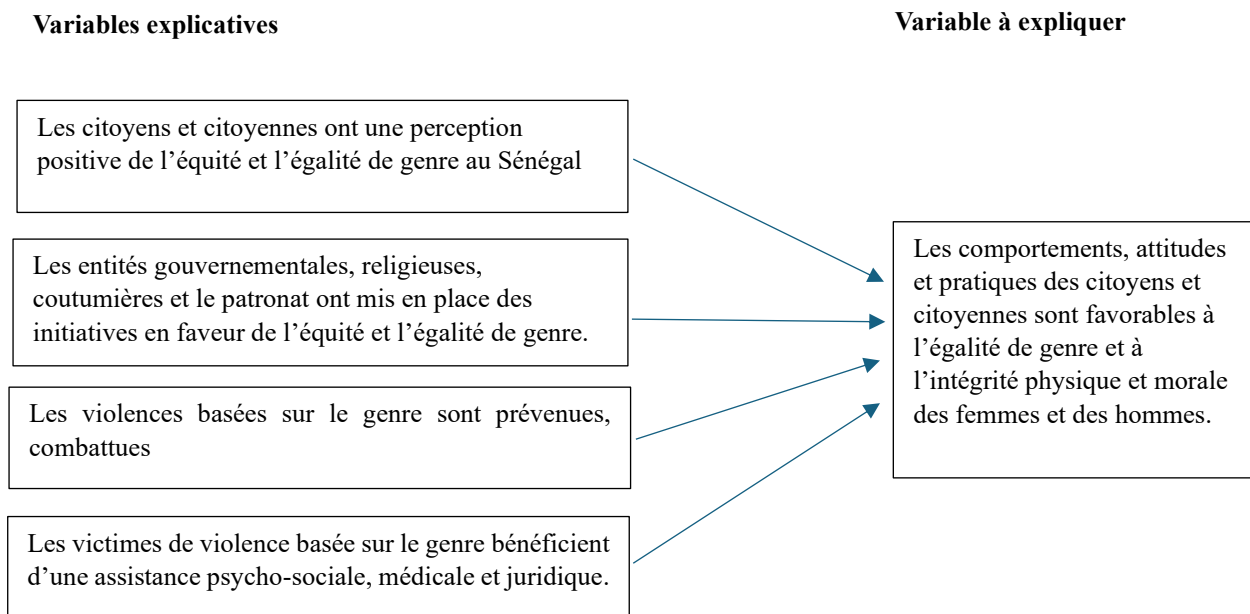 Variables explicatives
Variable à expliquer
Les citoyens et citoyennes ont une perception
positive de l’équité et l’égalité de genre au Sénégal
Les entités gouvernementales, religieuses,
coutumières et le patronat ont mis en place des
initiatives en faveur de l’équité et l’égalité de genre.
Les violences basées sur le genre sont prévenues,
combattues
Les victimes de violence basée sur le genre bénéficient
d’une assistance psycho-sociale, médicale et juridique.
Les comportements, attitudes
et pratiques des citoyens et
citoyennes sont favorables à
l’égalité de genre et à
l’intégrité physique et morale
des femmes et des hommes.